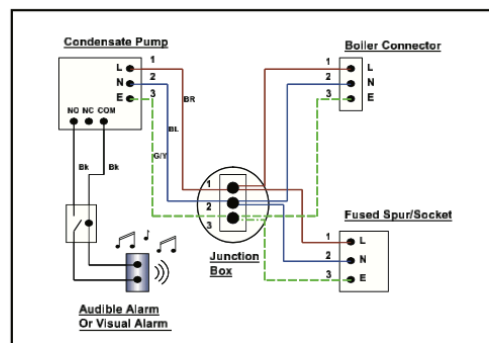 Condensate Pump
L 1
N 2
E 3
NO NC COM
BR
BL
G/Y
Bk Bk
Boiler Connector
1 L
2 N
3 E
1
2
3
Junction
Box
Fused Spur/Socket
1 L
2 N
3 E
Audible Alarm
Or Visual Alarm